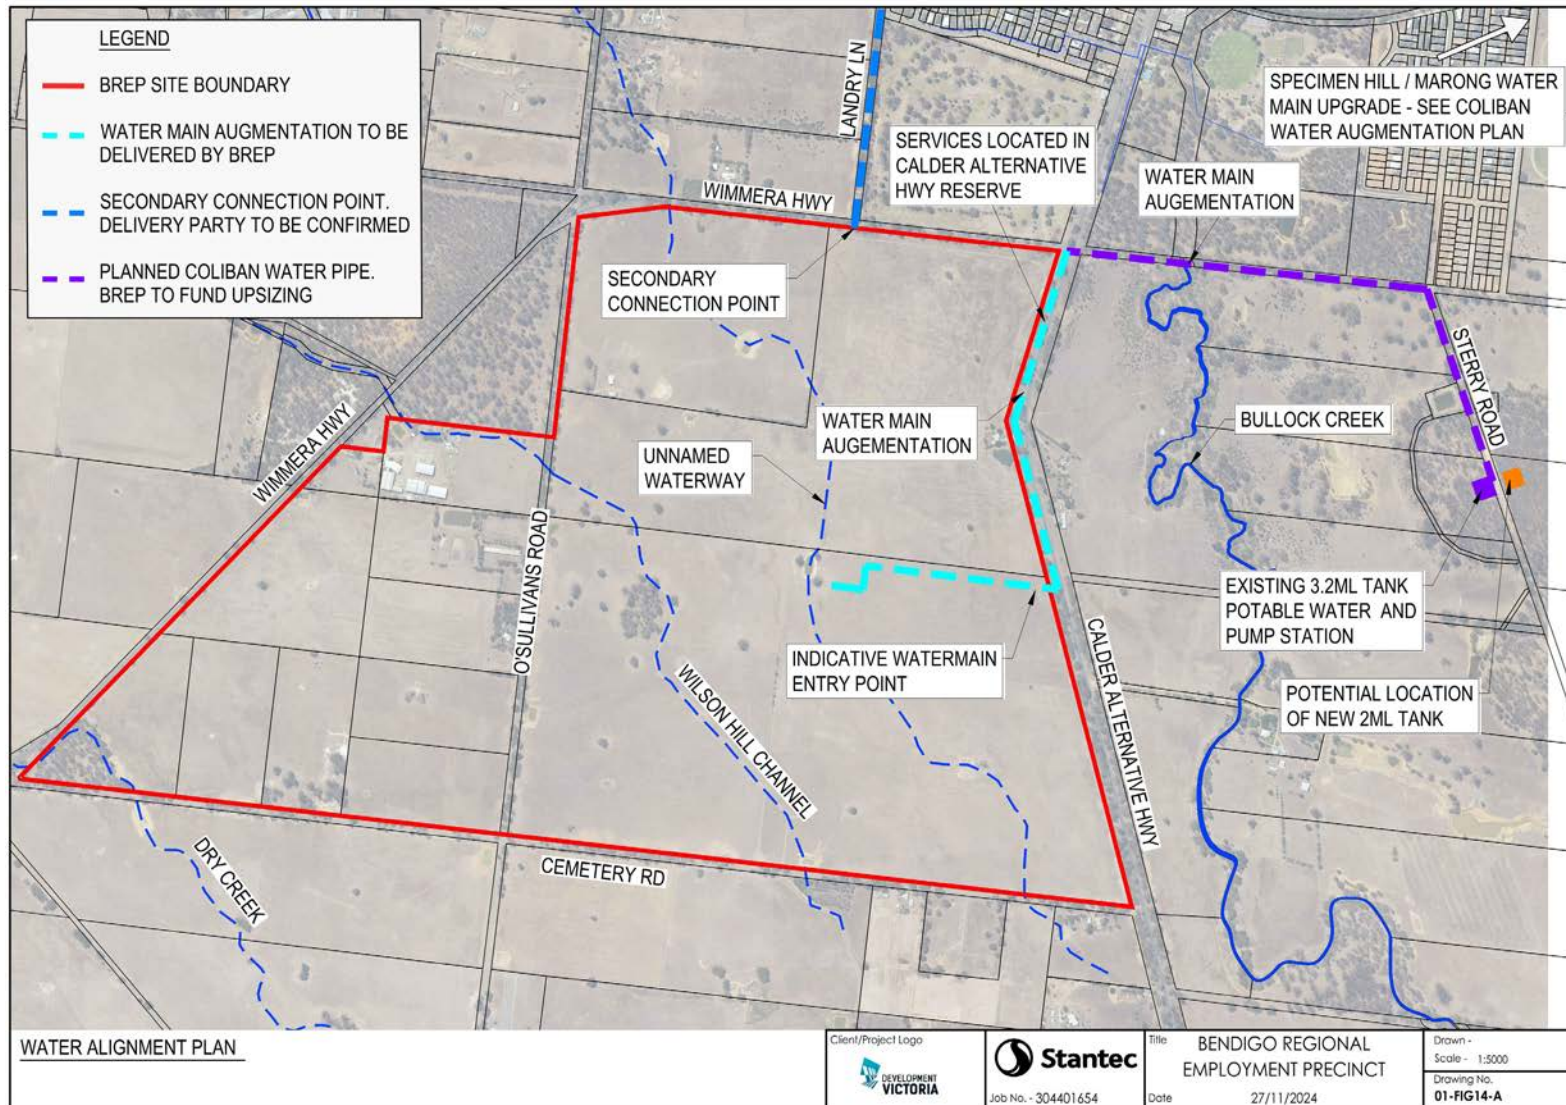 LEGEND
BREP SITE BOUNDARY
WATER MAIN AUGMENTATION TO BE
DELIVERED BY BREP
SECONDARY CONNECTION POINT.
DELIVERY PARTY TO BE CONFIRMED
PLANNED COLIBAN WATER PIPE.
BREP TO FUND UPSIZING
LANDRY LN
SPECIMEN HILL / MARONG WATER
MAIN UPGRADE - SEE COLIBAN
WATER AUGMENTATION PLAN
SERVICES LOCATED IN
CALDER ALTERNATIVE
HWY RESERVE
WATER MAIN
AUGEMENTATION
WIMMERA HWY
SECONDARY
CONNECTION POINT
STERRY ROAD
WIMMERA HWY
UNNAMED
WATERWAY
WATER MAIN
AUGEMENTATION
BULLOCK CREEK
O'SULLIVANS ROAD
EXISTING 3.2ML TANK
POTABLE WATER AND
PUMP STATION
INDICATIVE WATERMAIN
ENTRY POINT
CALDER ALTERNATIVE HWY
POTENTIAL LOCATION
OF NEW 2ML TANK
WILSON HILL CHANNEL
DRY CREEK
CEMETERY RD
WATER ALIGNMENT PLAN
Client/Project Logo
DEVELOPMENT
VICTORIA
Stantec
Job No. - 304401654
Title
BENDIGO REGIONAL
EMPLOYMENT PRECINCT
Date
27/11/2024
Drawn -
Scale - 1:5000
Drawing No.
01-FIG14-A